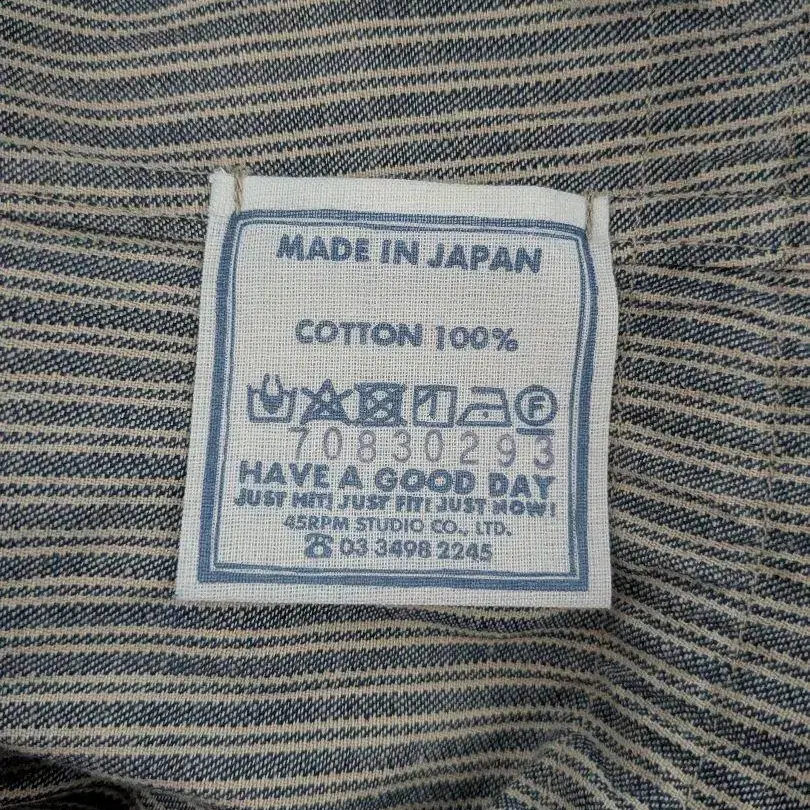 MADE IN JAPAN
COTTON 100%
F
70830293
HAVE A GOOD DAY
JUST HIT! JUST FIT! JUST NOW!
45RPM STUDIO CO., LTD.
☎ 03 3498 2245